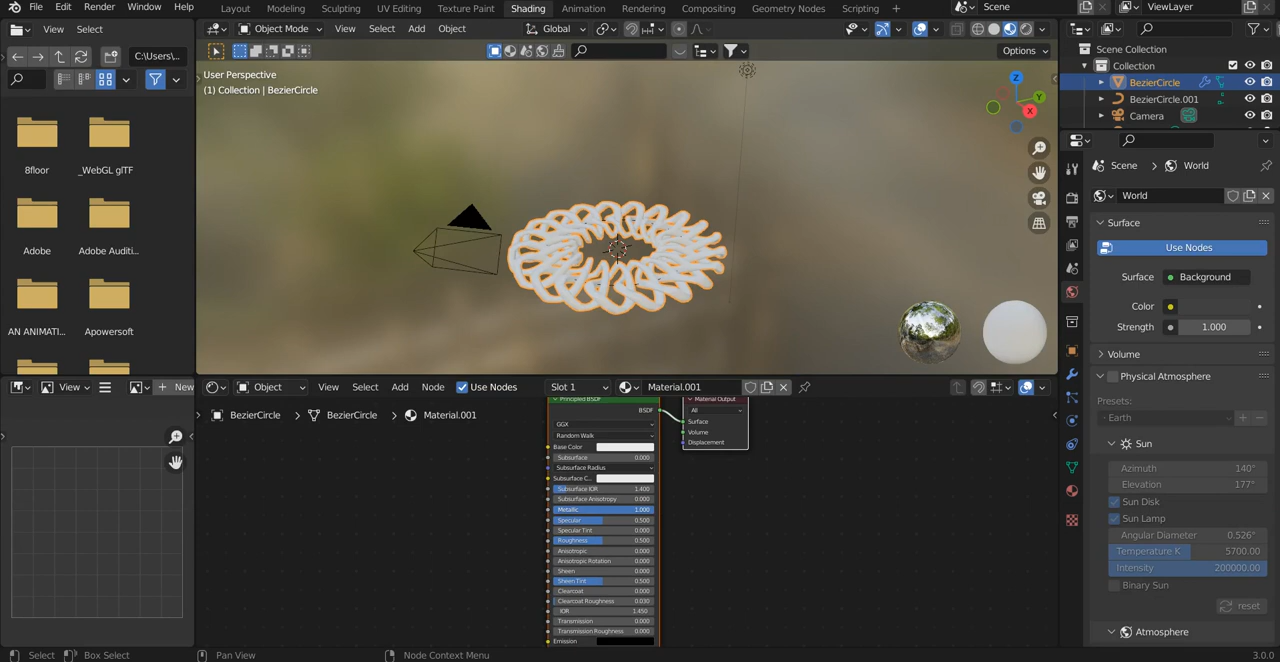 File Edit Render Window Help Layout Modeling Sculpting UV Editing Texture Paint Shading Animation Rendering Compositing Geometry Nodes Scripting + Scene ViewLayer
View Select Object Mode View Select Add Object Global
C:\Users\... Options
User Perspective
(1) Collection | BezierCircle
8floor _WebGL glTF
Adobe Adobe Auditi...
AN ANIMATI... Apowersoft
Z Y X
Scene Collection
Collection
BezierCircle
BezierCircle.001
Camera
Scene > World
World
Surface
Use Nodes
Surface Background
Color
Strength 1.000
Volume
Physical Atmosphere
Presets:
Earth
Sun
Azimuth 140°
Elevation 177°
Sun Disk
Sun Lamp
Angular Diameter 0.526°
Temperature K 5700.00
Intensity 200000.00
Binary Sun
reset
Atmosphere
View + New Object View Select Add Node Use Nodes Slot 1 Material.001
BezierCircle > BezierCircle > Material.001
Principled BSDF
BSDF
GGX
Random Walk
Base Color
Subsurface 0.000
Subsurface Radius
Subsurface C...
Subsurface IOR 1.400
Subsurface Anisotropy 0.000
Metallic 1.000
Specular 0.500
Specular Tint 0.000
Roughness 0.500
Anisotropic 0.000
Anisotropic Rotation 0.000
Sheen 0.000
Sheen Tint 0.500
Clearcoat 0.000
Clearcoat Roughness 0.030
IOR 1.450
Transmission 0.000
Transmission Roughness 0.000
Emission
Material Output
All
Surface
Volume
Displacement
Select Box Select Pan View Node Context Menu 3.0.0